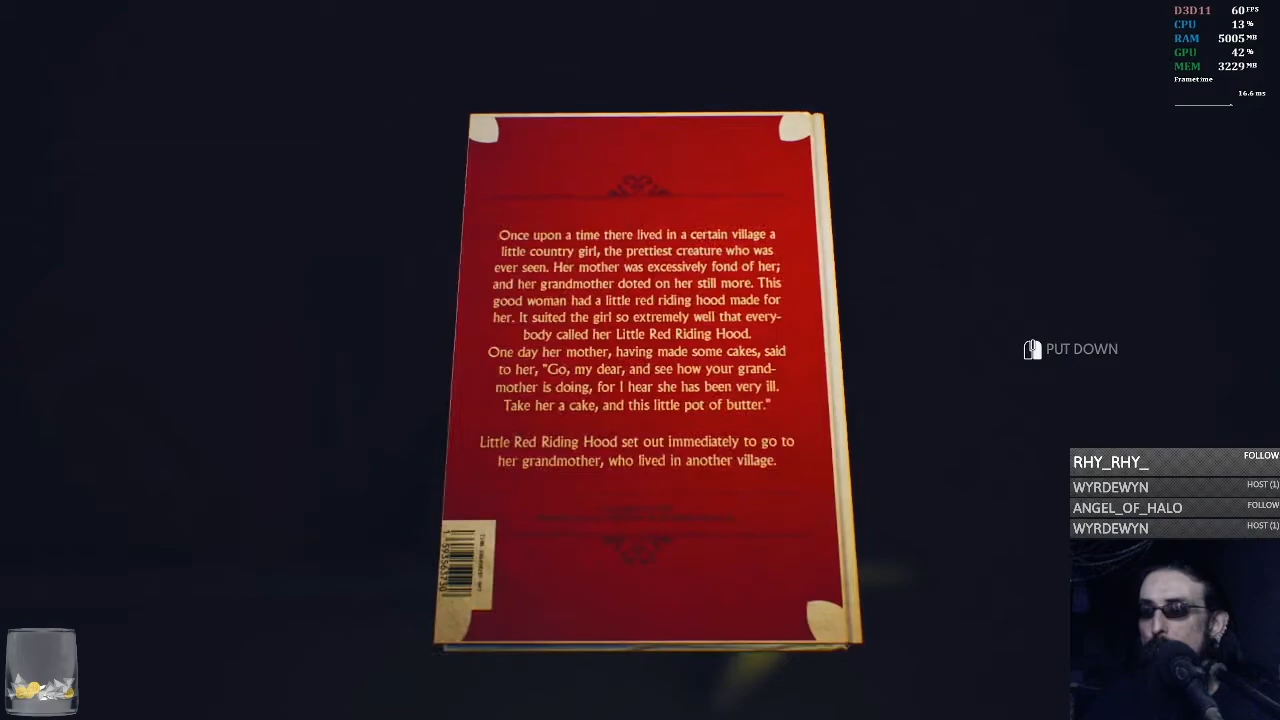 D3D11 60 FPS
CPU 13 %
RAM 5005 MB
GPU 42 %
MEM 3229 MB
Frametime
16.6 ms
Once upon a time there lived in a certain village a
little country girl, the prettiest creature who was
ever seen. Her mother was excessively fond of her;
and her grandmother doted on her still more. This
good woman had a little red riding hood made for
her. It suited the girl so extremely well that every-
body called her Little Red Riding Hood.
One day her mother, having made some cakes, said
to her, "Go, my dear, and see how your grand-
mother is doing, for I hear she has been very ill.
Take her a cake, and this little pot of butter."
Little Red Riding Hood set out immediately to go to
her grandmother, who lived in another village.
PUT DOWN
RHY_RHY_ FOLLOW
WYRDEWYN HOST (1)
ANGEL_OF_HALO FOLLOW
WYRDEWYN HOST (1)